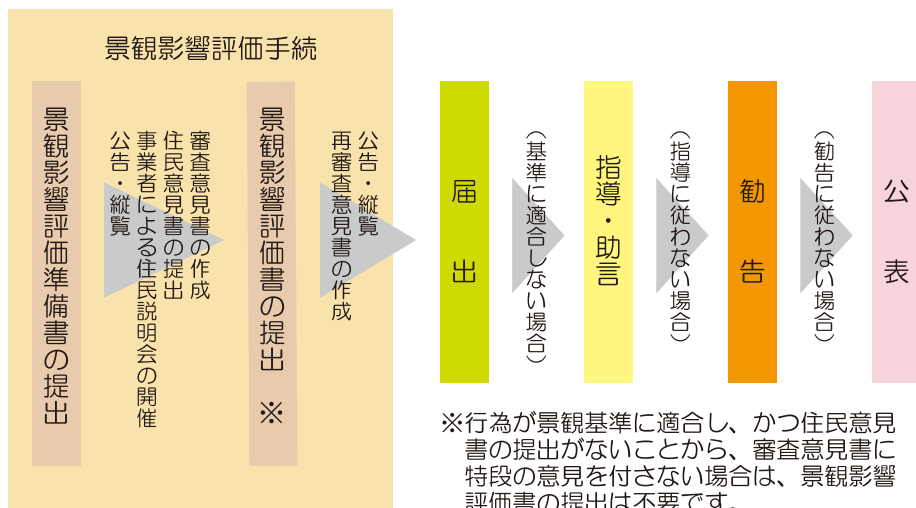 景観影響評価手続
景観影響評価準備書の提出
公告・縦覧
事業者による住民説明会の開催
住民意見書の提出
審査意見書の作成
景観影響評価書の提出 ※
再審査意見書の作成
公告・縦覧
届出
（基準に適合しない場合）
指導・助言
（指導に従わない場合）
勧告
（勧告に従わない場合）
公表
※行為が景観基準に適合し、かつ住民意見
書の提出がないことから、審査意見書に
特段の意見を付さない場合は、景観影響
評価書の提出は不要です。